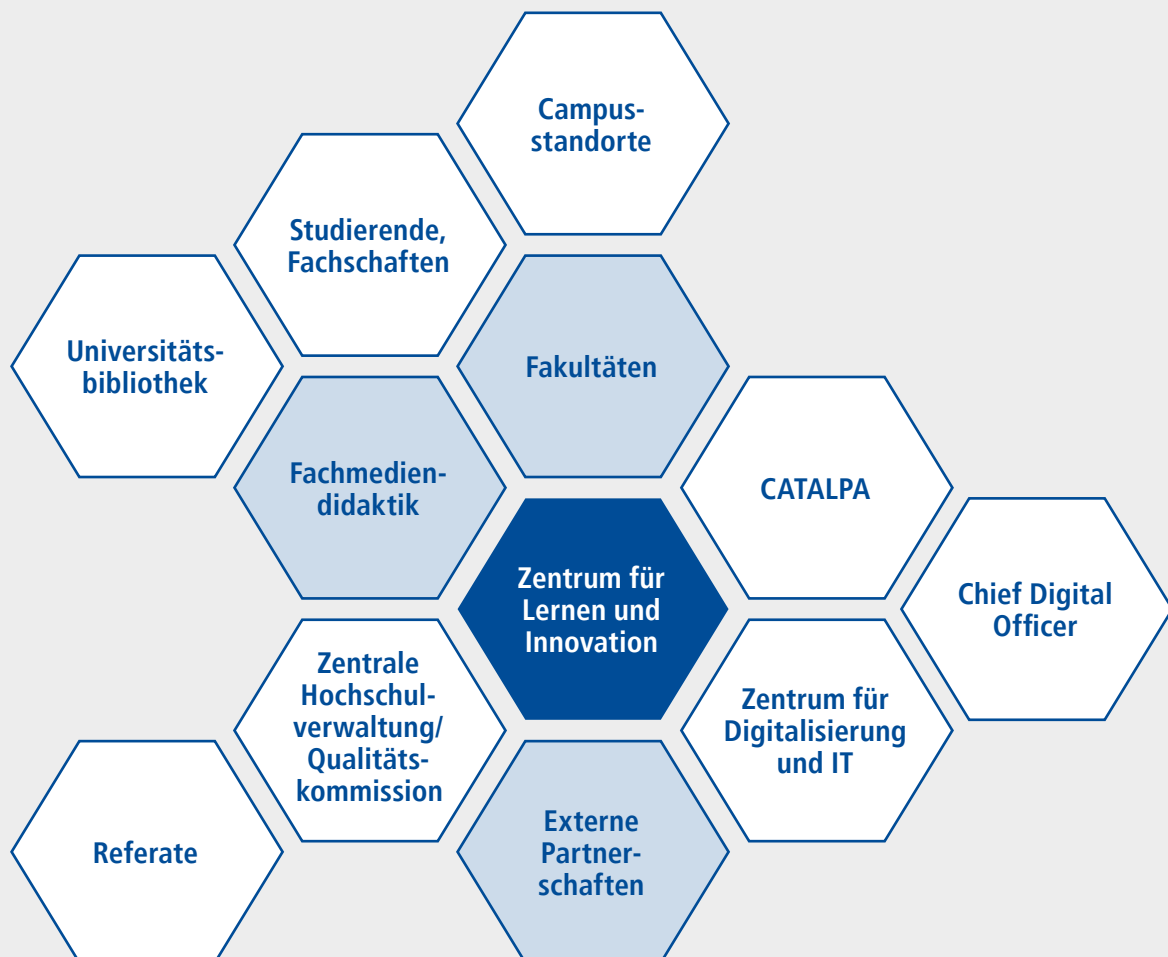 Campus-
standorte
Studierende,
Fachschaften
Universitäts-
bibliothek
Fakultäten
Fachmedien-
didaktik
CATALPA
Zentrum für
Lernen und
Innovation
Chief Digital
Officer
Zentrale
Hochschul-
verwaltung/
Qualitäts-
kommission
Zentrum für
Digitalisierung
und IT
Referate
Externe
Partner-
schaften